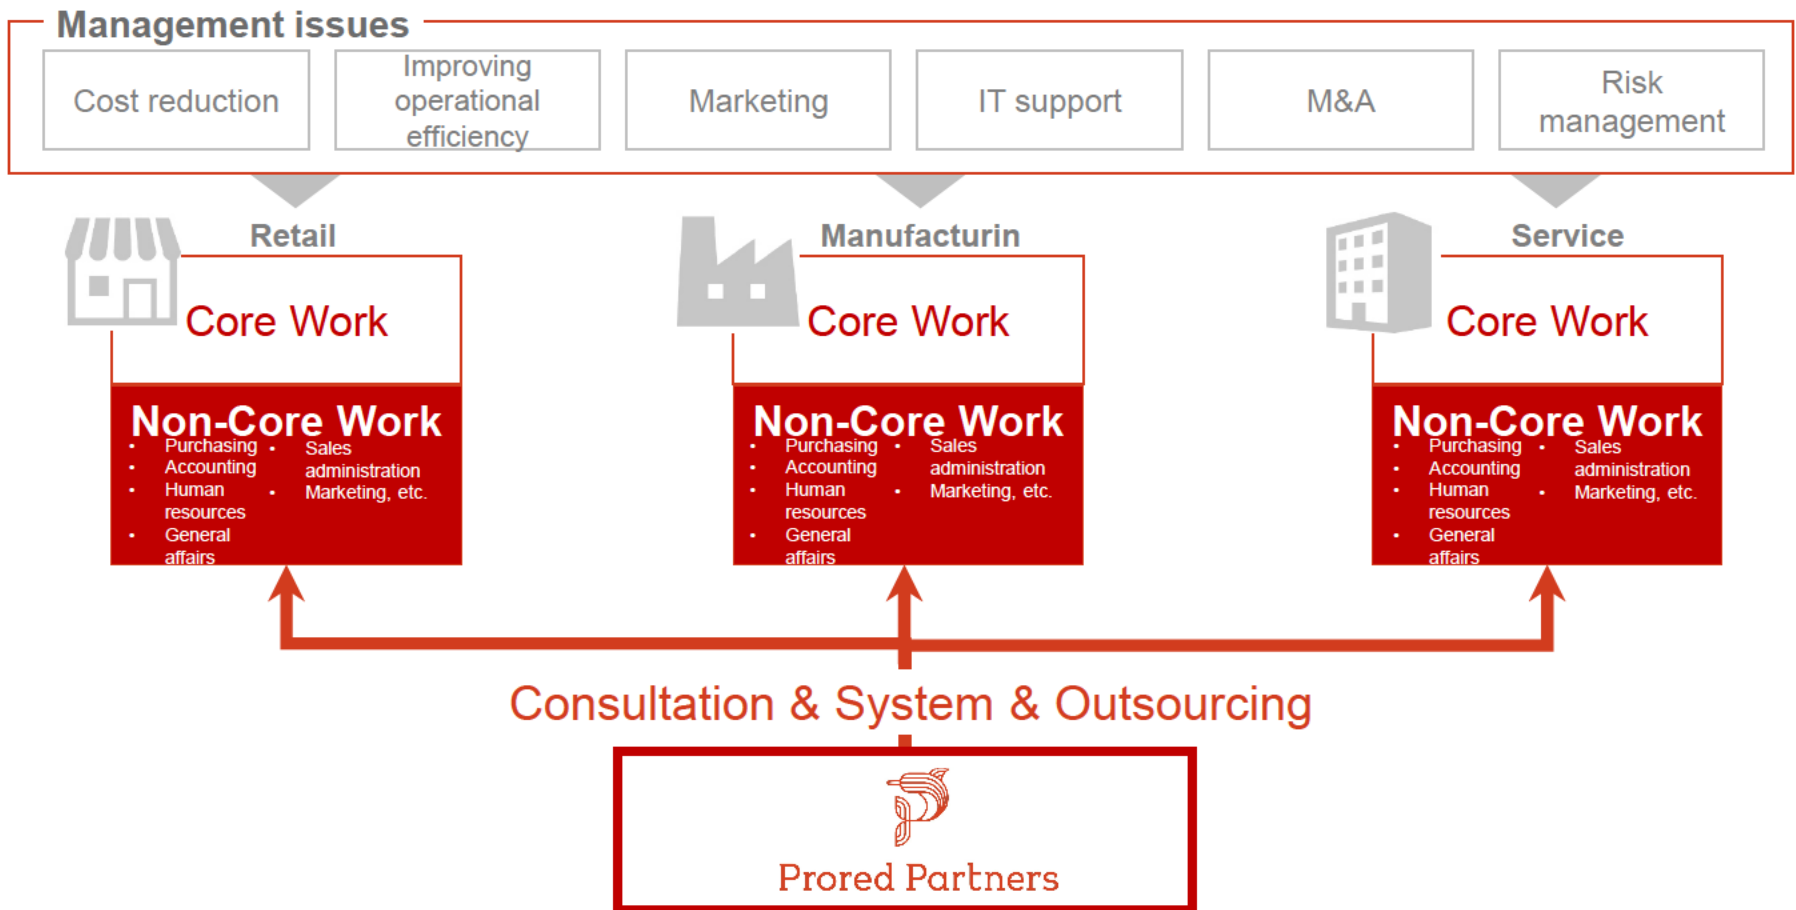 Management issues
Cost reduction
Improving
operational
efficiency
Marketing
IT support
M&A
Risk
management
Retail
Core Work
Non-Core Work
• Purchasing
• Accounting
• Human
resources
• General
affairs
• Sales
administration
• Marketing, etc.
Manufacturin
Core Work
Non-Core Work
• Purchasing
• Accounting
• Human
resources
• General
affairs
• Sales
administration
• Marketing, etc.
Service
Core Work
Non-Core Work
• Purchasing
• Accounting
• Human
resources
• General
affairs
• Sales
administration
• Marketing, etc.
Consultation & System & Outsourcing
Prored Partners